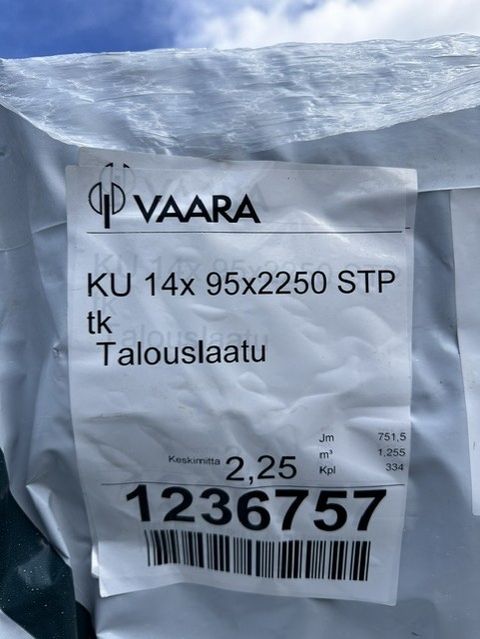 VAARA
KU 14x 95x2250 STP
tk
Talouslaatu
Keskimitta 2,25
Jm 751,5
m³ 1,255
Kpl 334
1236757